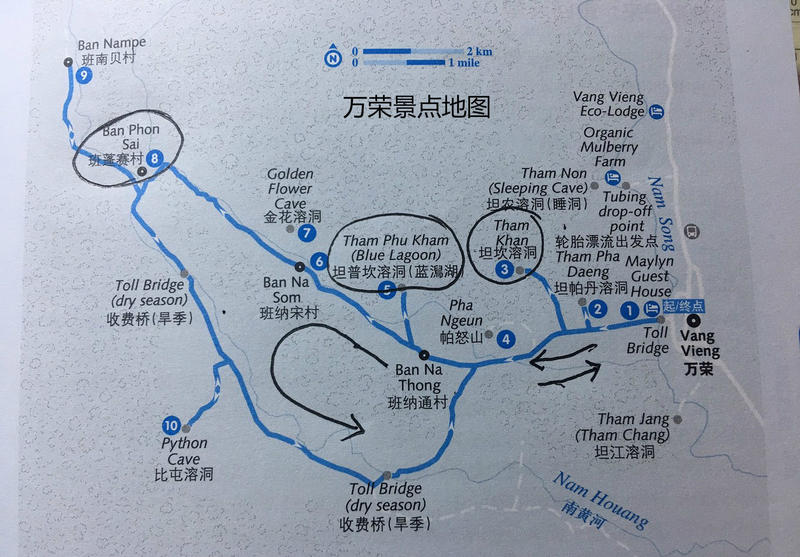 Ban Nampe
班南贝村
9
N
0 2 km
0 1 mile
万荣景点地图
Vang Vieng
Eco-Lodge
Organic
Mulberry
Farm
Ban Phon
Sai
班蓬赛村
8
Tham Non
(Sleeping Cave)
坦农溶洞(睡洞)
Tubing
drop-off
point
轮胎漂流出发点
Nam Song
Golden
Flower
Cave
金花溶洞
7
Tham Phu Kham
(Blue Lagoon)
坦普坎溶洞(蓝潟湖
5
Tham
Khan
坦坎溶洞
3
6
Ban Na
Som
班纳宋村
Toll Bridge
(dry season)
收费桥(旱季)
Tham Pha
Daeng
坦帕丹溶洞
2
Maylyn
Guest
House
1
起/终点
Toll
Bridge
Vang
Vieng
万荣
Pha
Ngeun
帕怒山
4
Ban Na
Thong
班纳通村
10
Python
Cave
比屯溶洞
Tham Jang
(Tham Chang)
坦江溶洞
Toll Bridge
(dry season)
收费桥(旱季)
Nam Houang
南黄河